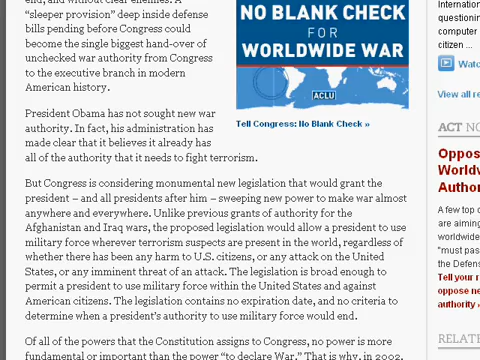 end, and without clear enemies. A
"sleeper provision" deep inside defense
bills pending before Congress could
become the single biggest hand-over of
unchecked war authority from Congress
to the executive branch in modern
American history.
NO BLANK CHECK
FOR
WORLDWIDE WAR
ACLU
Tell Congress: No Blank Check »
President Obama has not sought new war
authority. In fact, his administration has
made clear that it believes it already has
all of the authority that it needs to fight terrorism.
But Congress is considering monumental new legislation that would grant the
president – and all presidents after him – sweeping new power to make war almost
anywhere and everywhere. Unlike previous grants of authority for the
Afghanistan and Iraq wars, the proposed legislation would allow a president to use
military force wherever terrorism suspects are present in the world, regardless of
whether there has been any harm to U.S. citizens, or any attack on the United
States, or any imminent threat of an attack. The legislation is broad enough to
permit a president to use military force within the United States and against
American citizens. The legislation contains no expiration date, and no criteria to
determine when a president's authority to use military force would end.
Of all of the powers that the Constitution assigns to Congress, no power is more
fundamental or important than the power "to declare War." That is why, in 2002,
Internation
questioning
computer
citizen ...
Watc
View all re
ACT NO
Oppos
Worldw
Author
A few top c
are aiming
worldwide
"must pas
the Defens
Tell your r
oppose ne
authority »
RELATE